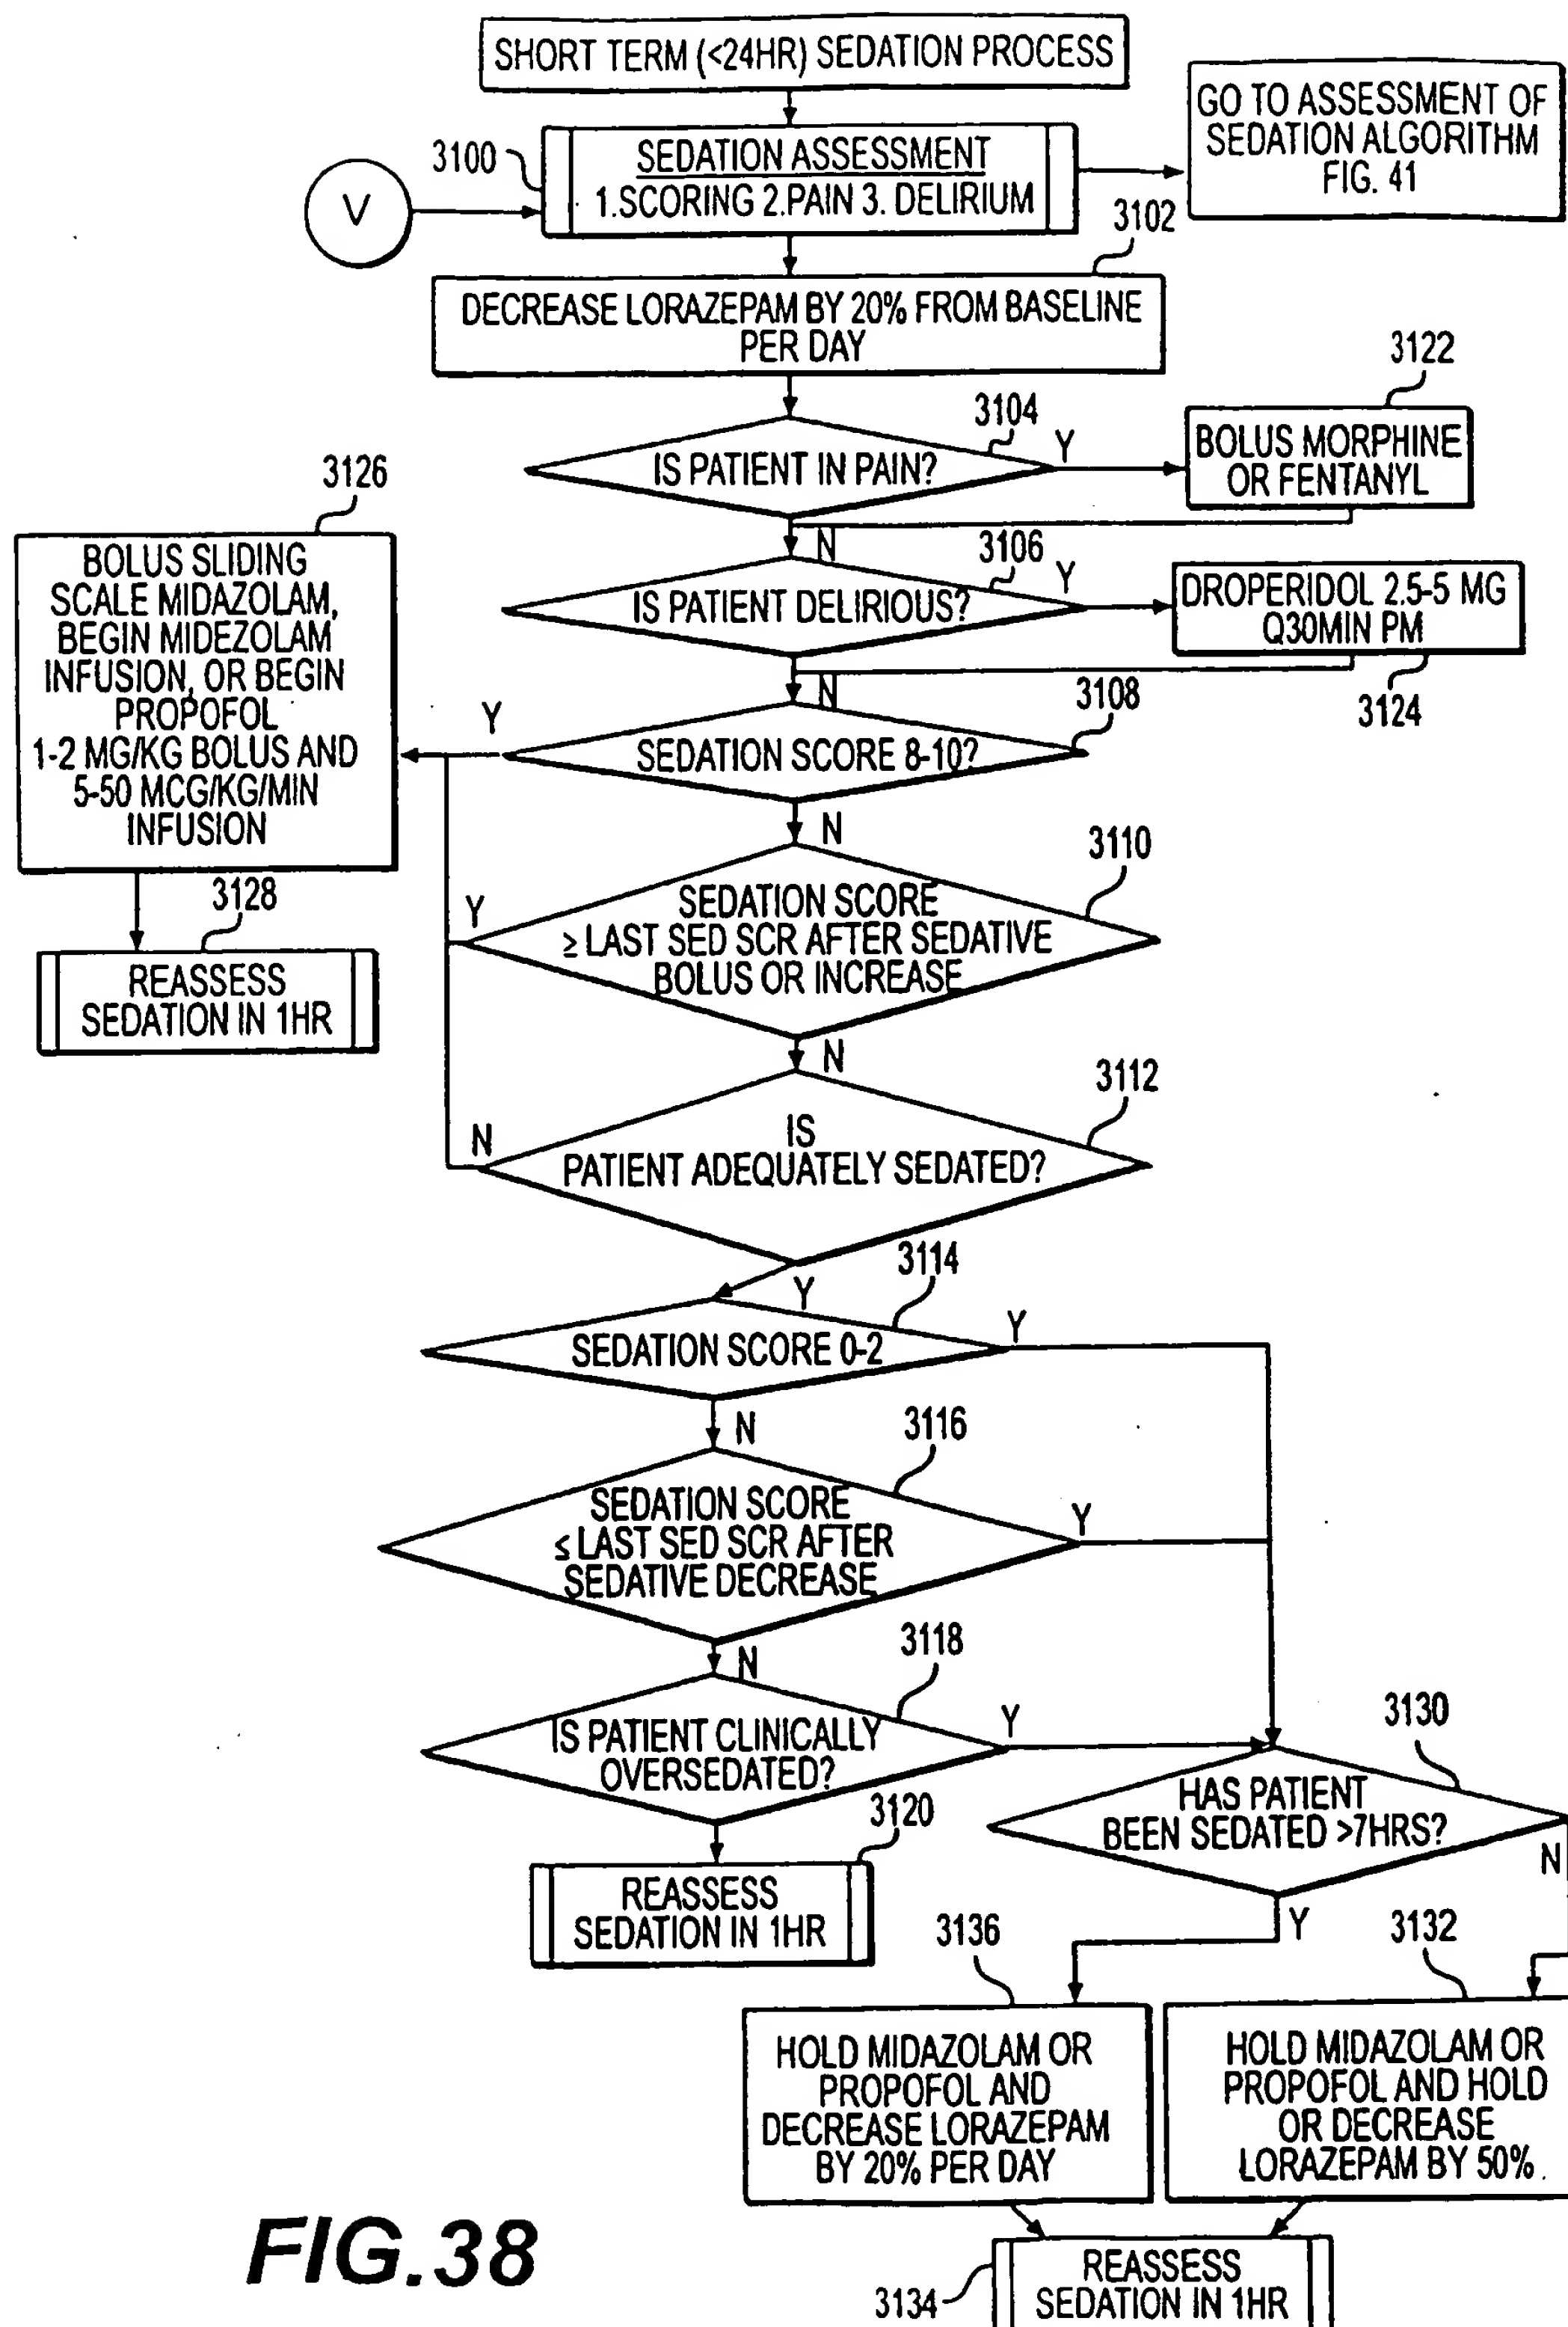 SHORT TERM (<24HR) SEDATION PROCESS
GO TO ASSESSMENT OF
SEDATION ALGORITHM
FIG. 41
3100
SEDATION ASSESSMENT
1.SCORING 2.PAIN 3. DELIRIUM
V
3102
DECREASE LORAZEPAM BY 20% FROM BASELINE
PER DAY
3104
IS PATIENT IN PAIN?
Y
3122
BOLUS MORPHINE
OR FENTANYL
N
3106
IS PATIENT DELIRIOUS?
Y
DROPERIDOL 2.5-5 MG
Q30MIN PM
3124
N
3108
SEDATION SCORE 8-10?
Y
3126
BOLUS SLIDING
SCALE MIDAZOLAM,
BEGIN MIDEZOLAM
INFUSION, OR BEGIN
PROPOFOL
1-2 MG/KG BOLUS AND
5-50 MCG/KG/MIN
INFUSION
3128
REASSESS
SEDATION IN 1HR
N
3110
Y
SEDATION SCORE
≥ LAST SED SCR AFTER SEDATIVE
BOLUS OR INCREASE
N
3112
N
IS
PATIENT ADEQUATELY SEDATED?
Y
3114
SEDATION SCORE 0-2
Y
N
3116
SEDATION SCORE
≤ LAST SED SCR AFTER
SEDATIVE DECREASE
Y
N
3118
IS PATIENT CLINICALLY
OVERSEDATED?
Y
3120
REASSESS
SEDATION IN 1HR
3130
HAS PATIENT
BEEN SEDATED >7HRS?
N
Y
3136
HOLD MIDAZOLAM OR
PROPOFOL AND
DECREASE LORAZEPAM
BY 20% PER DAY
3132
HOLD MIDAZOLAM OR
PROPOFOL AND HOLD
OR DECREASE
LORAZEPAM BY 50%.
3134
REASSESS
SEDATION IN 1HR
FIG.38